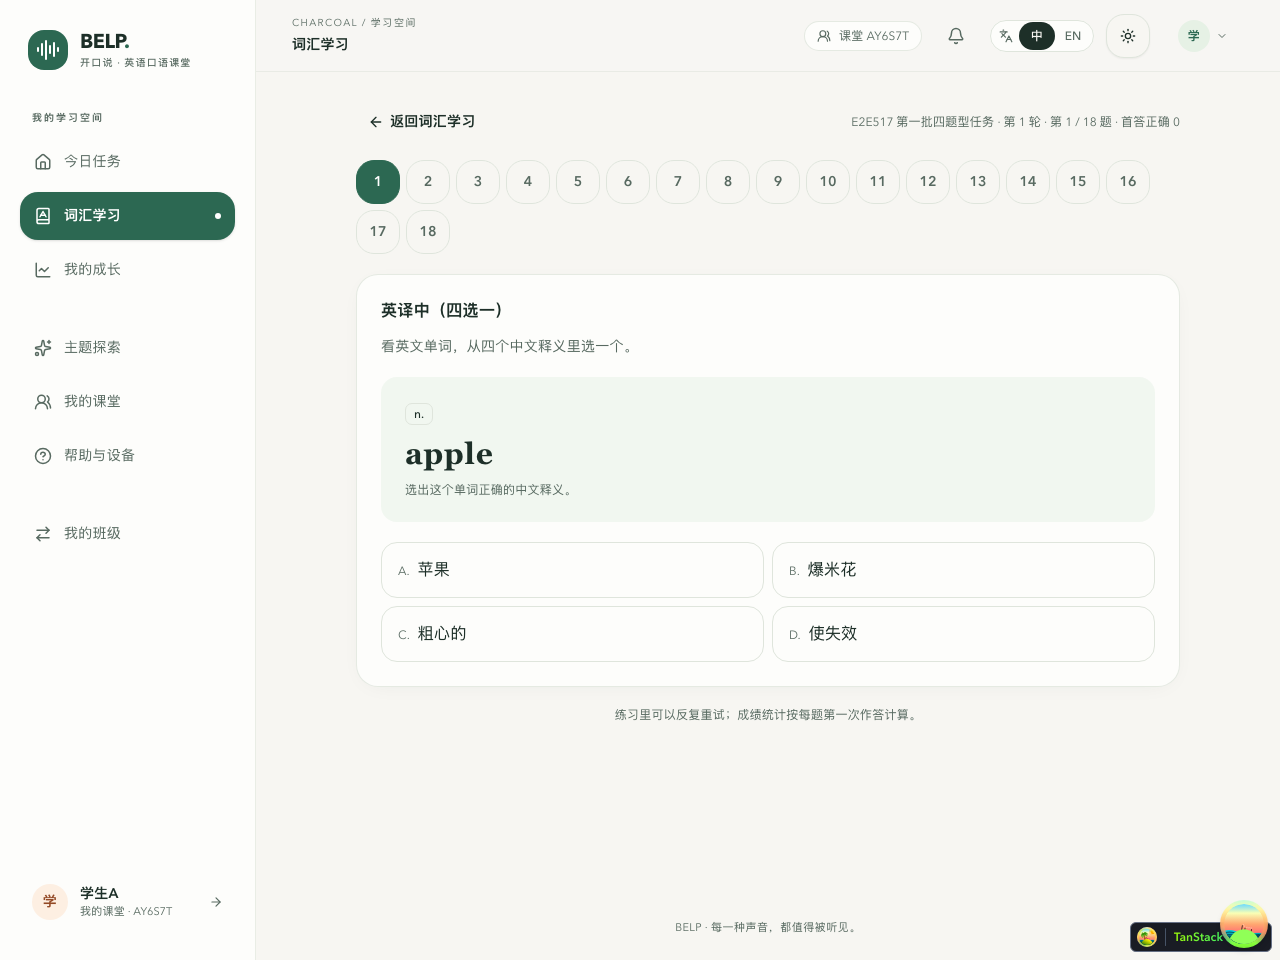 BELP.
开口说 · 英语口语课堂
我的学习空间
今日任务
词汇学习
我的成长
主题探索
我的课堂
帮助与设备
我的班级
学
学生A
我的课堂 · AY6S7T
CHARCOAL / 学习空间
词汇学习
课堂 AY6S7T
中
EN
学
返回词汇学习
E2E517 第一批四题型任务 · 第 1 轮 · 第 1 / 18 题 · 首答正确 0
1 2 3 4 5 6 7 8 9 10 11 12 13 14 15 16
17 18
英译中（四选一）
看英文单词，从四个中文释义里选一个。
n.
apple
选出这个单词正确的中文释义。
A. 苹果
B. 爆米花
C. 粗心的
D. 使失效
练习里可以反复重试；成绩统计按每题第一次作答计算。
BELP · 每一种声音，都值得被听见。
TanStack